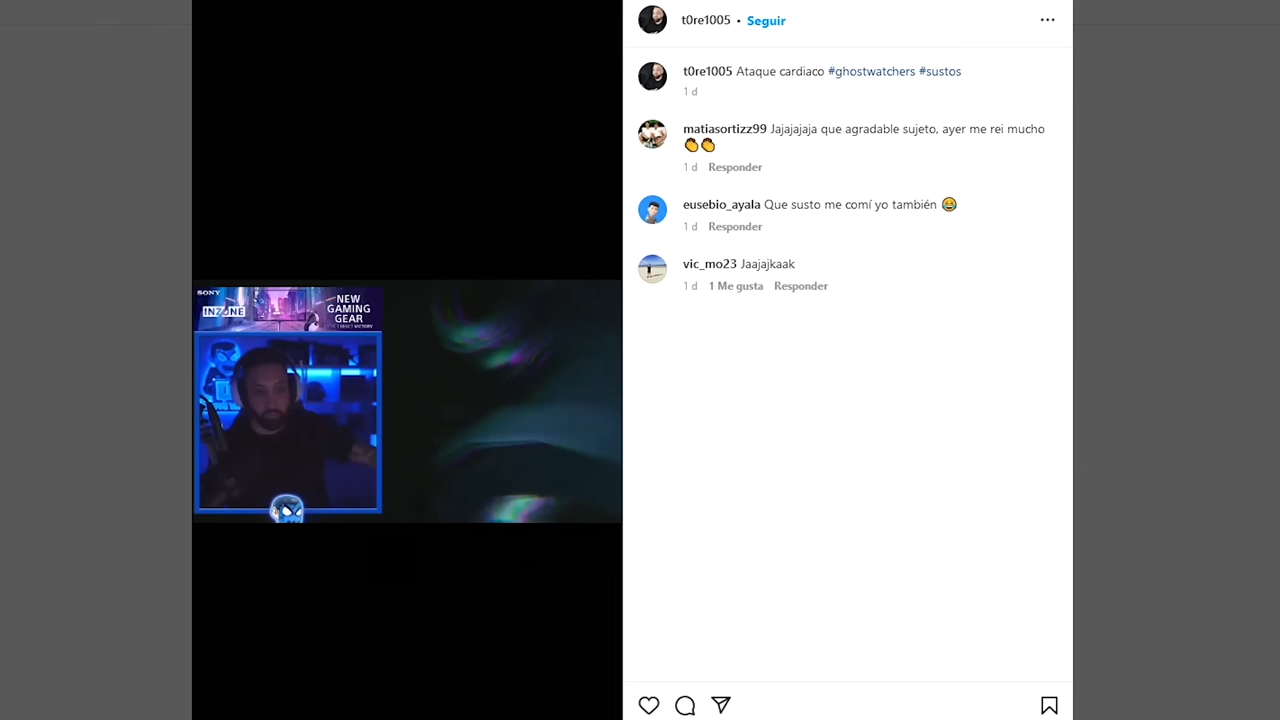 t0re1005 • Seguir
t0re1005 Ataque cardiaco #ghostwatchers #sustos
1 d
matiasortizz99 Jajajajaja que agradable sujeto, ayer me rei mucho
👏👏
1 d Responder
eusebio_ayala Que susto me comí yo también 😂
1 d Responder
vic_mo23 Jaajajkaak
1 d 1 Me gusta Responder
SONY
INZONE
NEW
GAMING
GEAR